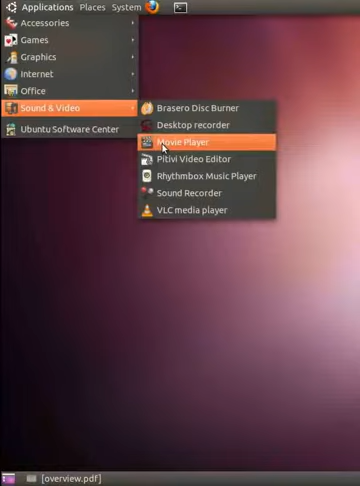 Applications Places System
Accessories
Games
Graphics
Internet
Office
Sound & Video
Ubuntu Software Center
Brasero Disc Burner
Desktop recorder
Movie Player
Pitivi Video Editor
Rhythmbox Music Player
Sound Recorder
VLC media player
[overview.pdf]